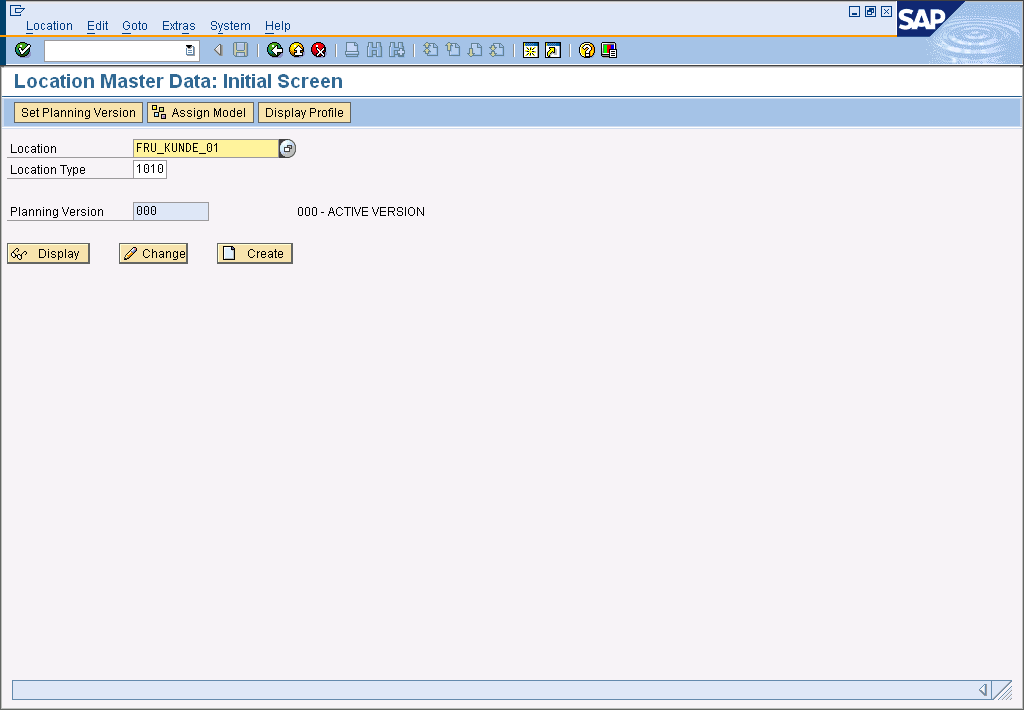 Location Edit Goto Extras System Help
SAP
Location Master Data: Initial Screen
Set Planning Version Assign Model Display Profile
Location FRU_KUNDE_01
Location Type 1010
Planning Version 000 000 - ACTIVE VERSION
Display Change Create